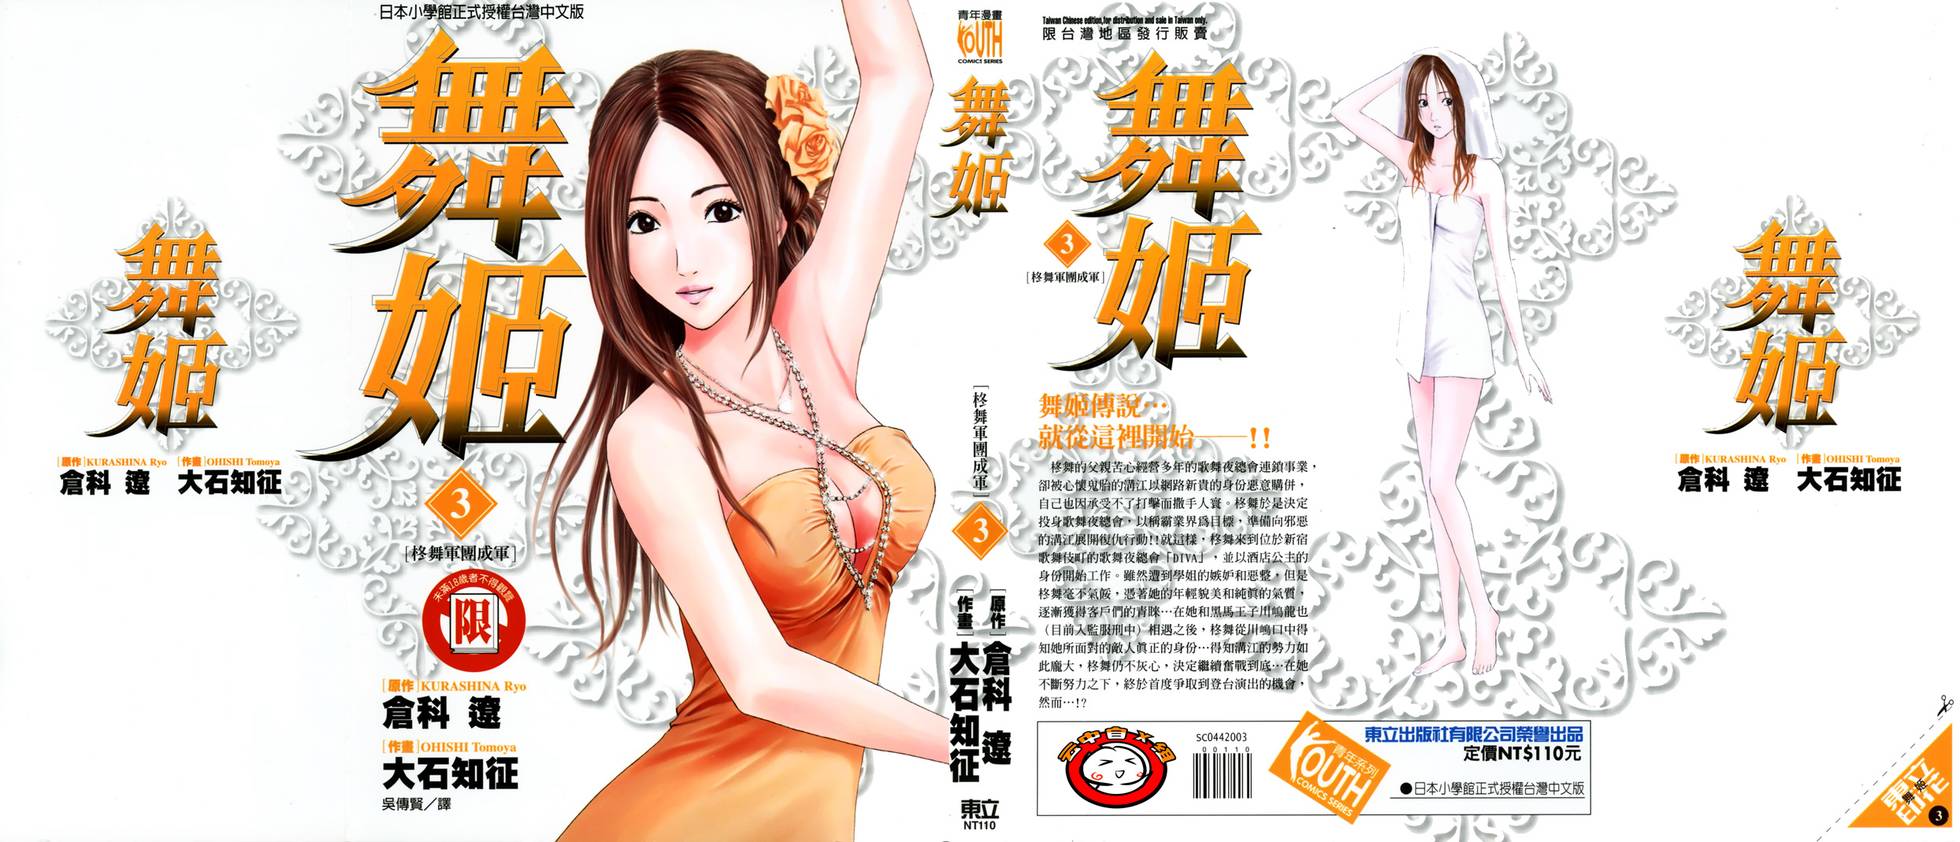 舞姬
[原作]KURASHINA Ryo
倉科 遼
[作畫]OHISHI Tomoya
大石知征
日本小學館正式授權台灣中文版
舞姬
3
[柊舞軍團成軍]
未滿18歲者不得觀覽
限
[原作]KURASHINA Ryo
倉科 遼
[作畫]OHISHI Tomoya
大石知征
吳傳賢／譯
青年漫畫
YOUTH
COMICS SERIES
舞姬
[柊舞軍團成軍]
3
[原作]倉科 遼
[作畫]大石知征
東立
NT110
Taiwan Chinese edition,for distribution and sale in Taiwan only.
限台灣地區發行販賣
舞姬
3
[柊舞軍團成軍]
舞姬傳說…
就從這裡開始——!!
柊舞的父親苦心經營多年的歌舞夜總會連鎖事業，
卻被心懷鬼胎的溝江以網路新貴的身份惡意購併，
自己也因承受不了打擊而撒手人寰。柊舞於是決定
投身歌舞夜總會，以稱霸業界為目標，準備向邪惡
的溝江展開復仇行動!!就這樣，柊舞來到位於新宿
歌舞伎町的歌舞夜總會「DIVA」，並以酒店公主的
身份開始工作。雖然遭到學姐的嫉妒和惡整，但是
柊舞毫不氣餒，憑著她的年輕貌美和純真的氣質，
逐漸獲得客戶們的青睞…在她和黑馬王子川嶋龍也
（目前入監服刑中）相遇之後，柊舞從川嶋口中得
知她所面對的敵人真正的身份…得知溝江的勢力如
此龐大，柊舞仍不灰心，決定繼續奮戰到底…在她
不斷努力之下，終於首度爭取到登台演出的機會，
然而…!?
SC0442003
00110
青年系列
YOUTH
COMICS SERIES
東立出版社有限公司榮譽出品
定價NT$110元
●日本小學館正式授權台灣中文版
舞姬
[原作]KURASHINA Ryo
倉科 遼
[作畫]OHISHI Tomoya
大石知征
東立
舞姬
印花
3